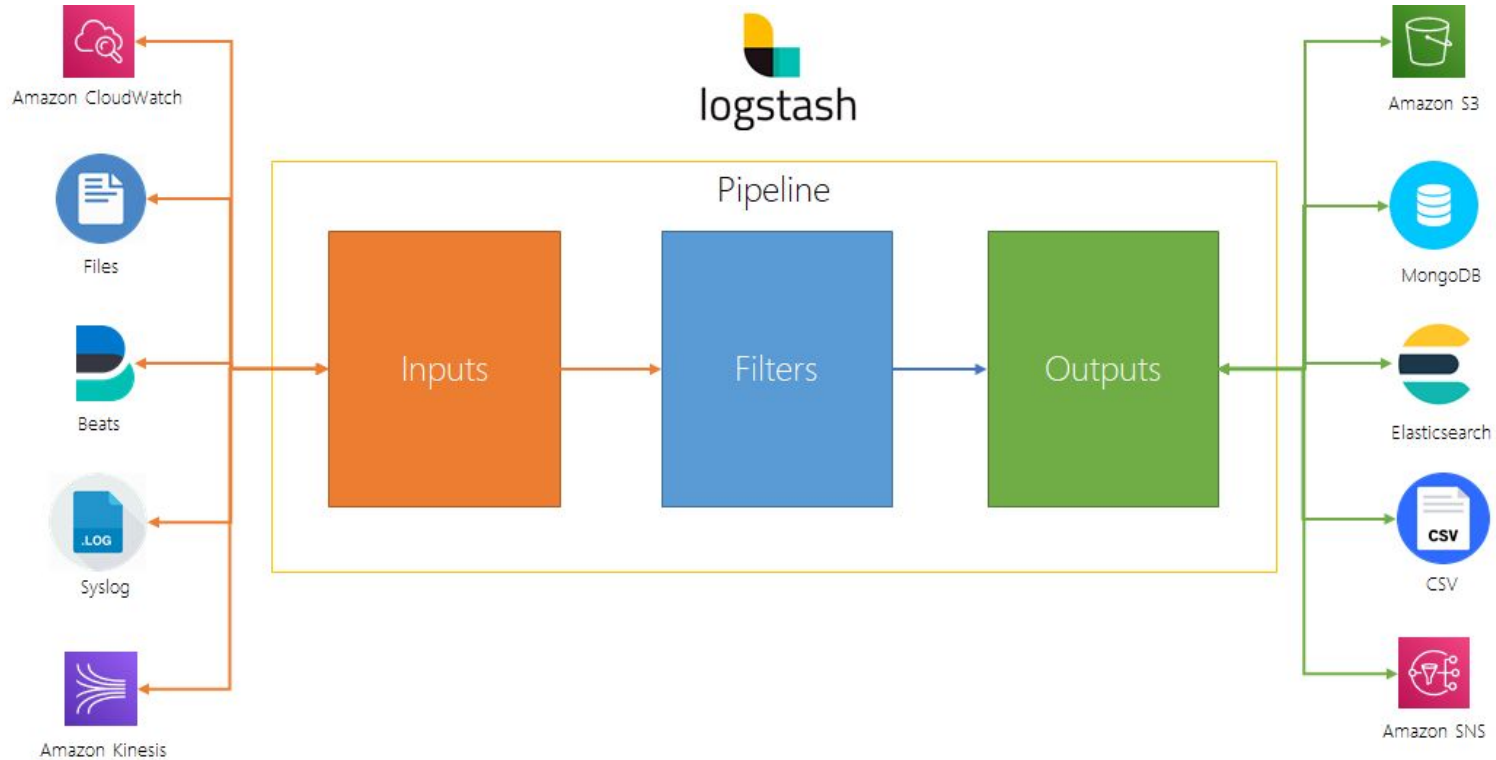 logstash
Pipeline
Inputs
Filters
Outputs
Amazon CloudWatch
Files
Beats
.LOG
Syslog
Amazon Kinesis
Amazon S3
MongoDB
Elasticsearch
CSV
CSV
Amazon SNS